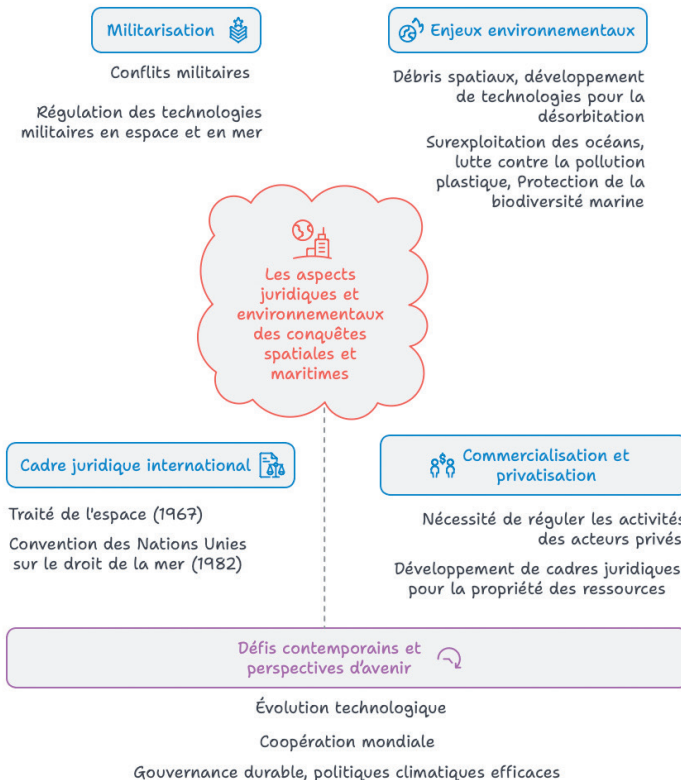 Militarisation
Conflits militaires
Régulation des technologies
militaires en espace et en mer
Enjeux environnementaux
Débris spatiaux, développement
de technologies pour la
désorbitation
Surexploitation des océans,
lutte contre la pollution
plastique, Protection de la
biodiversité marine
Les aspects
juridiques et
environnementaux
des conquêtes
spatiales et
maritimes
Cadre juridique international
Traité de l'espace (1967)
Convention des Nations Unies
sur le droit de la mer (1982)
Commercialisation et
privatisation
Nécessité de réguler les activités
des acteurs privés
Développement de cadres juridiques
pour la propriété des ressources
Défis contemporains et
perspectives d'avenir
Évolution technologique
Coopération mondiale
Gouvernance durable, politiques climatiques efficaces